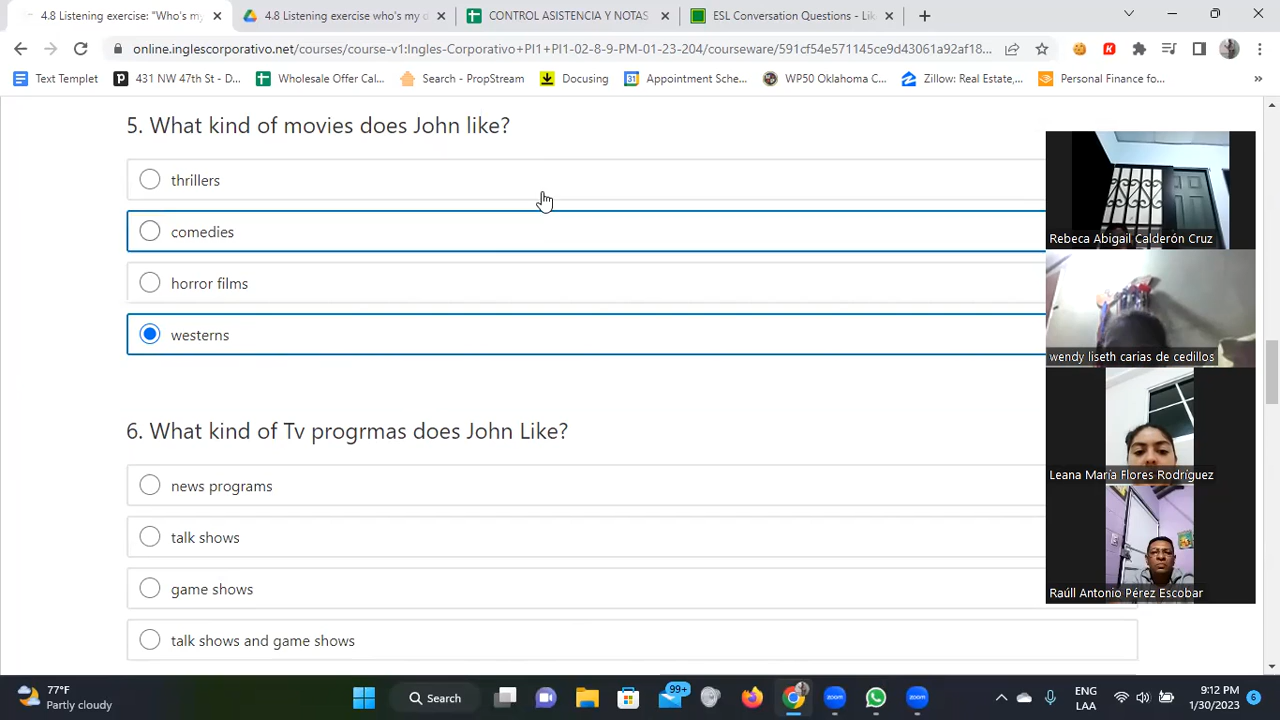 4.8 Listening exercise: "Who's my
4.8 Listening exercise who's my d
CONTROL ASISTENCIA Y NOTAS
ESL Conversation Questions - Lik
online.inglescorporativo.net/courses/course-v1:Ingles-Corporativo+PI1+PI1-02-8-9-PM-01-23-204/courseware/591cf54e571145ce9d43061a92af18...
Text Templet
431 NW 47th St - D...
Wholesale Offer Cal...
Search - PropStream
Docusing
Appointment Sche...
WP50 Oklahoma C...
Zillow: Real Estate,...
Personal Finance fo...
»
5. What kind of movies does John like?
thrillers
comedies
horror films
westerns
6. What kind of Tv progrmas does John Like?
news programs
talk shows
game shows
talk shows and game shows
Rebeca Abigail Calderón Cruz
wendy liseth carias de cedillos
Leana María Flores Rodríguez
Raúll Antonio Pérez Escobar
77°F
Partly cloudy
Search
99+
ENG
LAA
9:12 PM
1/30/2023
6